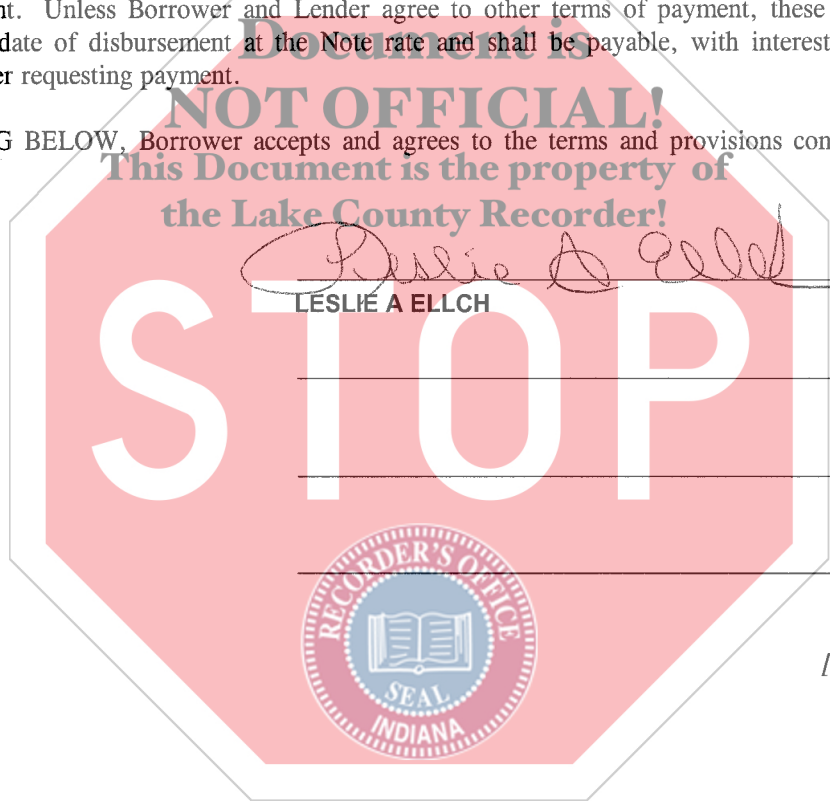 nt. Unless Borrower and Lender agree to other terms of payment, these
date of disbursement at the Note rate and shall be payable, with interest
Document is
er requesting payment.
NOT OFFICIAL!
G BELOW, Borrower accepts and agrees to the terms and provisions con
This Document is the property of
the Lake County Recorder!
Leslie A Ellch
LESLIE A ELLCH
STOP
RECORDER'S OFFICE
SEAL
INDIANA
[